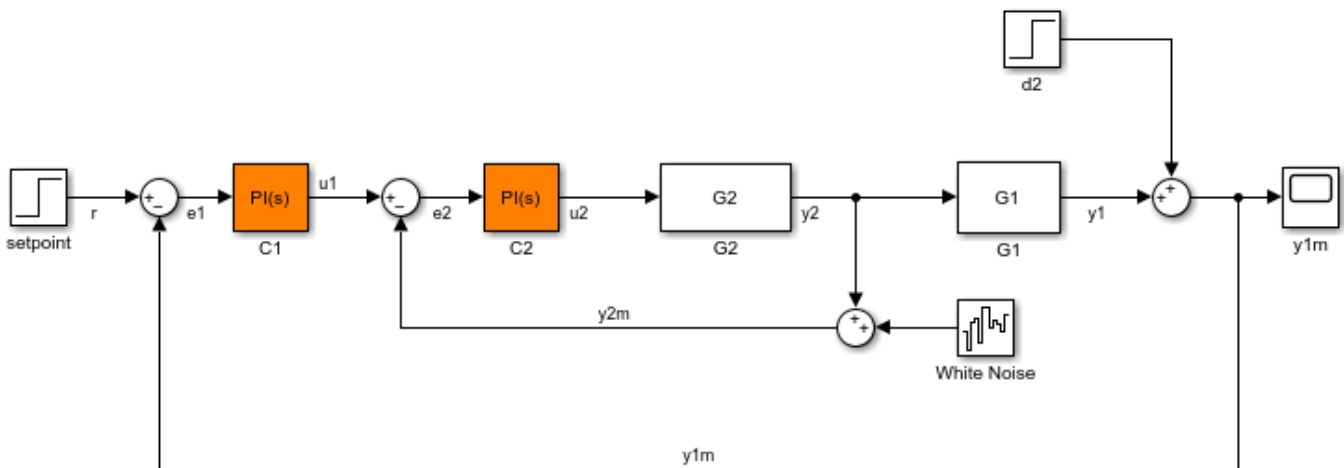 d2
+
+
setpoint
r
+
−
e1
PI(s)
C1
u1
+
−
e2
PI(s)
C2
u2
G2
G2
y2
G1
G1
y1
y1m
y2m
+
+
White Noise
y1m